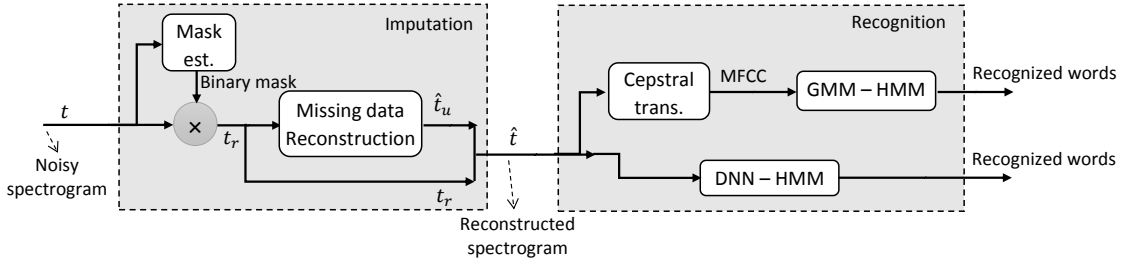 Imputation
Mask
est.
Binary mask
t
×
t_r
Missing data
Reconstruction
t̂_u
t_r
Noisy
spectrogram
t̂
Reconstructed
spectrogram
Recognition
Cepstral
trans.
MFCC
GMM – HMM
Recognized words
DNN – HMM
Recognized words